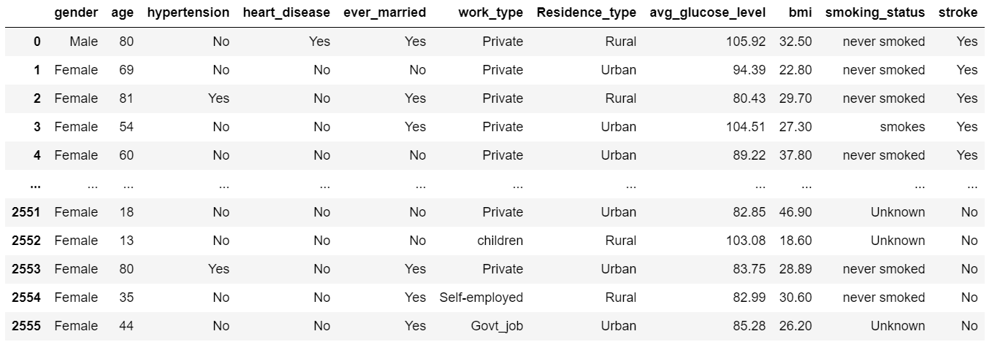 gender age hypertension heart_disease ever_married work_type Residence_type avg_glucose_level bmi smoking_status stroke
0 Male 80 No Yes Yes Private Rural 105.92 32.50 never smoked Yes
1 Female 69 No No No Private Urban 94.39 22.80 never smoked Yes
2 Female 81 Yes No Yes Private Rural 80.43 29.70 never smoked Yes
3 Female 54 No No Yes Private Urban 104.51 27.30 smokes Yes
4 Female 60 No No No Private Urban 89.22 37.80 never smoked Yes
... ... ... ... ... ... ... ... ... ... ... ...
2551 Female 18 No No No Private Urban 82.85 46.90 Unknown No
2552 Female 13 No No No children Rural 103.08 18.60 Unknown No
2553 Female 80 Yes No Yes Private Urban 83.75 28.89 never smoked No
2554 Female 35 No No Yes Self-employed Rural 82.99 30.60 never smoked No
2555 Female 44 No No Yes Govt_job Urban 85.28 26.20 Unknown No